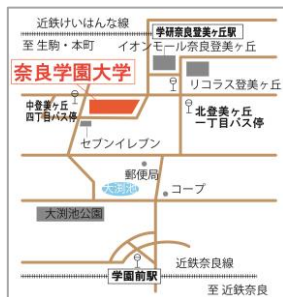 近鉄けいはんな線
至 生駒・本町
学研奈良登美ヶ丘駅
イオンモール奈良登美ヶ丘
奈良学園大学
リコラス登美ヶ丘
中登美ヶ丘
四丁目バス停
北登美ヶ丘
一丁目バス停
セブンイレブン
郵便局
大渕池
コープ
大渕池公園
近鉄奈良線
学園前駅
至 近鉄奈良